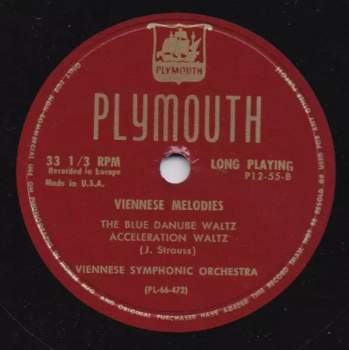 PLYMOUTH
PLYMOUTH
33 1/3 RPM
Recorded in Europe
Made in U.S.A.
LONG PLAYING
P12-55-B
VIENNESE MELODIES
THE BLUE DANUBE WALTZ
ACCELERATION WALTZ
(J. Strauss)
VIENNESE SYMPHONIC ORCHESTRA
(PL-66-472)